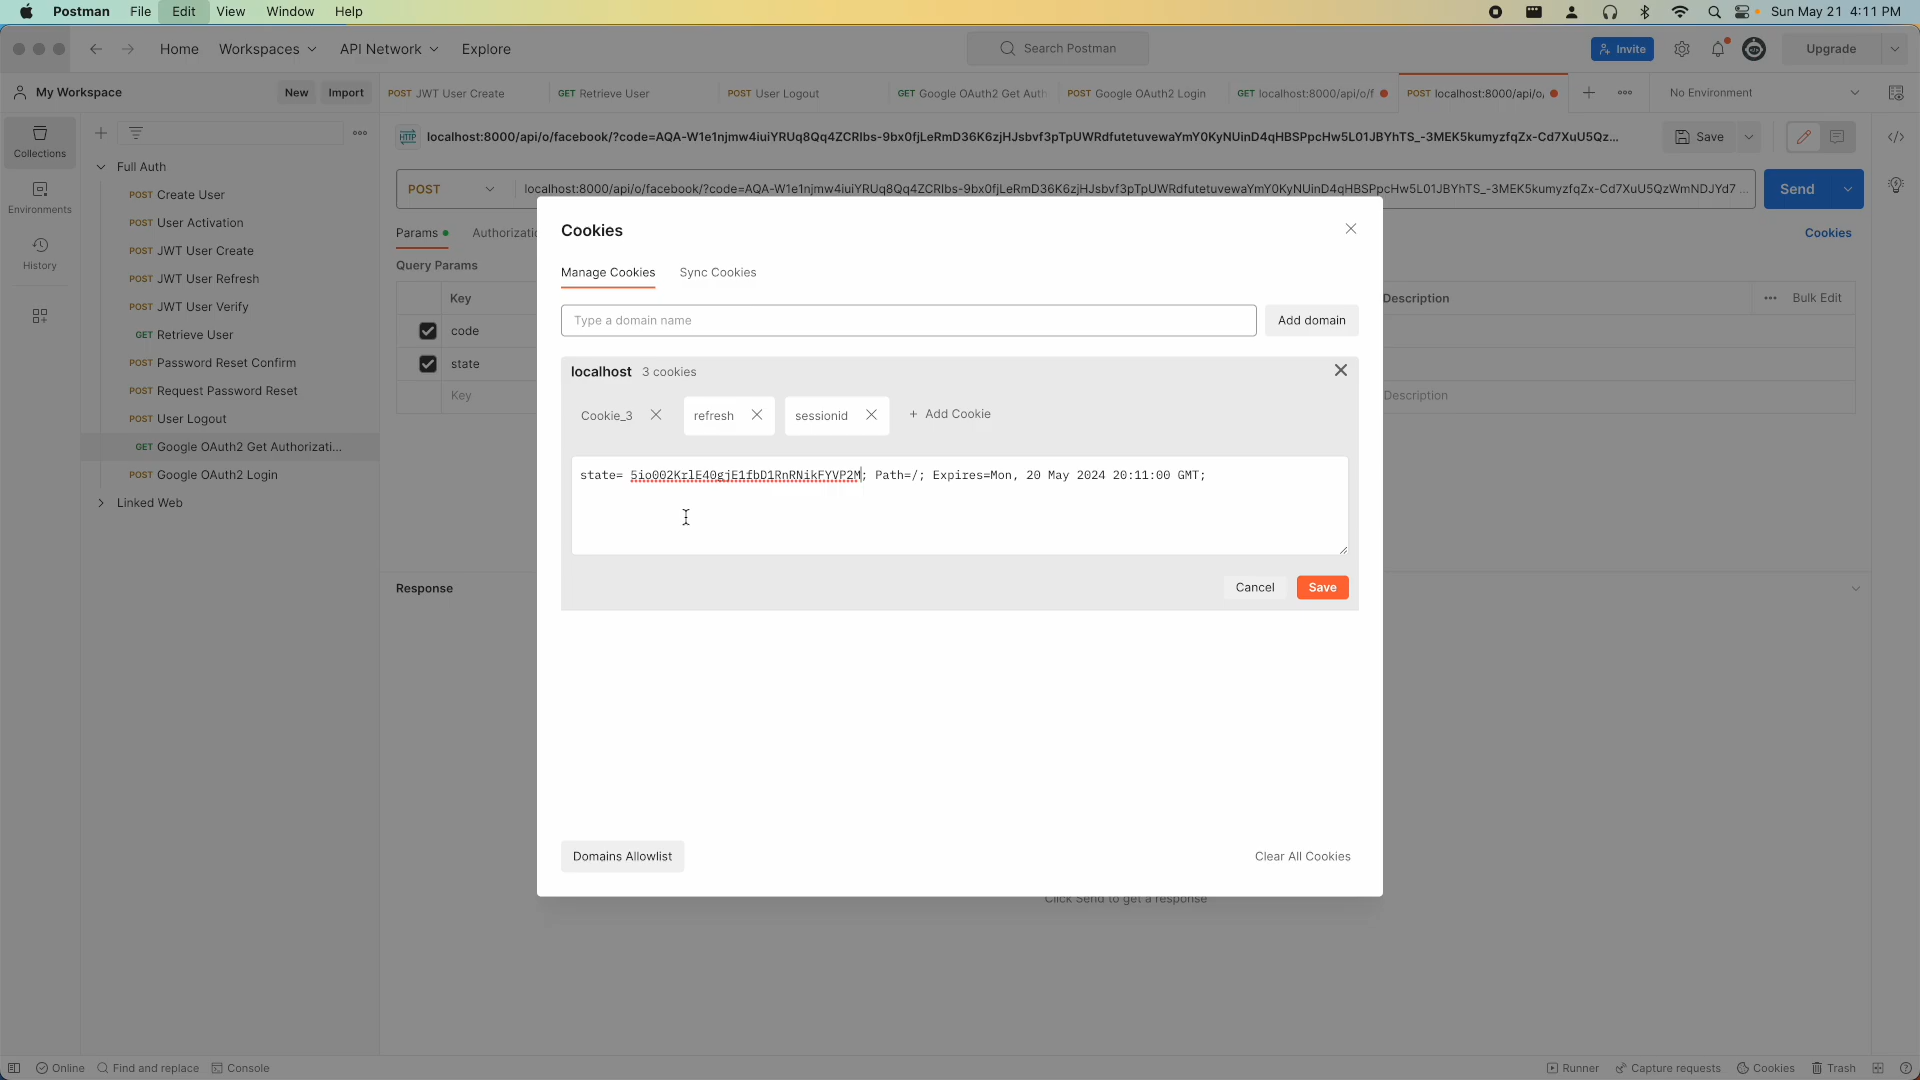 Postman File Edit View Window Help Sun May 21 4:11 PM
Home Workspaces API Network Explore Search Postman Invite Upgrade
My Workspace New Import POST JWT User Create GET Retrieve User POST User Logout GET Google OAuth2 Get Auth POST Google OAuth2 Login GET localhost:8000/api/o/f POST localhost:8000/api/o, No Environment
Collections
Environments
History
Full Auth
POST Create User
POST User Activation
POST JWT User Create
POST JWT User Refresh
POST JWT User Verify
GET Retrieve User
POST Password Reset Confirm
POST Request Password Reset
POST User Logout
GET Google OAuth2 Get Authorizati...
POST Google OAuth2 Login
Linked Web
HTTP localhost:8000/api/o/facebook/?code=AQA-W1e1njmw4iuiYRUq8Qq4ZCRIbs-9bx0fjLeRmD36K6zjHJsbvf3pTpUWRdfutetuvewaYmY0KyNUinD4qHBSPpcHw5L01JBYhTS_-3MEK5kumyzfqZx-Cd7XuU5Qz... Save
POST localhost:8000/api/o/facebook/?code=AQA-W1e1njmw4iuiYRUq8Qq4ZCRIbs-9bx0fjLeRmD36K6zjHJsbvf3pTpUWRdfutetuvewaYmY0KyNUinD4qHBSPpcHw5L01JBYhTS_-3MEK5kumyzfqZx-Cd7XuU5QzWmNDJYd7 ... Send
Params Authorizatio Cookies
Query Params
Key Description Bulk Edit
code
state
Key Description
Cookies
Manage Cookies Sync Cookies
Type a domain name Add domain
localhost 3 cookies
Cookie_3 refresh sessionid + Add Cookie
state= 5io002KrlE40gjE1fbD1RnRNikFYVP2M; Path=/; Expires=Mon, 20 May 2024 20:11:00 GMT;
Cancel Save
Domains Allowlist Clear All Cookies
Response
Click Send to get a response
Online Find and replace Console Runner Capture requests Cookies Trash